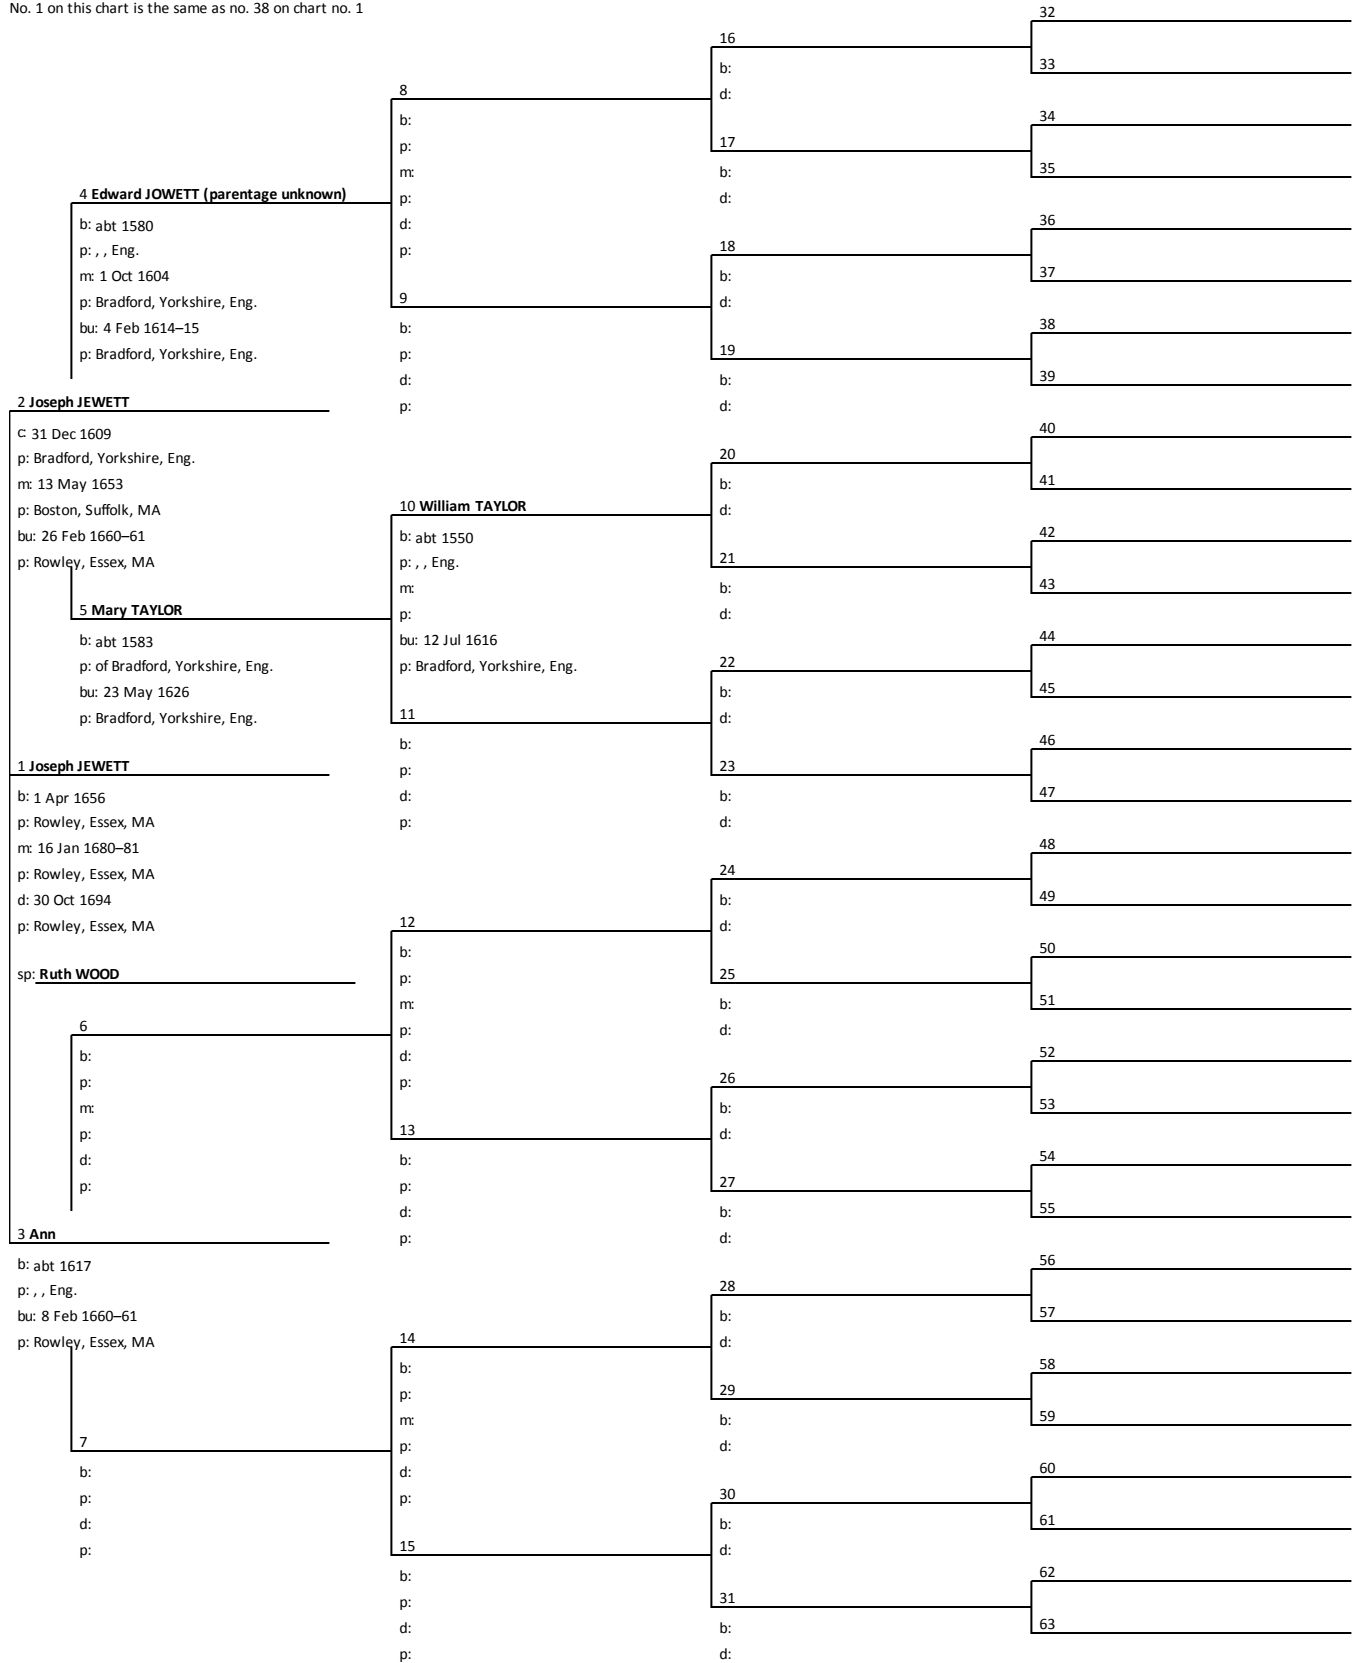 No. 1 on this chart is the same as no. 38 on chart no. 1
1 Joseph JEWETT
b: 1 Apr 1656
p: Rowley, Essex, MA
m: 16 Jan 1680–81
p: Rowley, Essex, MA
d: 30 Oct 1694
p: Rowley, Essex, MA
sp: Ruth WOOD
2 Joseph JEWETT
c: 31 Dec 1609
p: Bradford, Yorkshire, Eng.
m: 13 May 1653
p: Boston, Suffolk, MA
bu: 26 Feb 1660–61
p: Rowley, Essex, MA
3 Ann
b: abt 1617
p: , , Eng.
bu: 8 Feb 1660–61
p: Rowley, Essex, MA
4 Edward JOWETT (parentage unknown)
b: abt 1580
p: , , Eng.
m: 1 Oct 1604
p: Bradford, Yorkshire, Eng.
bu: 4 Feb 1614–15
p: Bradford, Yorkshire, Eng.
5 Mary TAYLOR
b: abt 1583
p: of Bradford, Yorkshire, Eng.
bu: 23 May 1626
p: Bradford, Yorkshire, Eng.
6
b:
p:
m:
p:
d:
p:
7
b:
p:
d:
p:
8
b:
p:
m:
p:
d:
p:
9
b:
p:
d:
p:
10 William TAYLOR
b: abt 1550
p: , , Eng.
m:
p:
bu: 12 Jul 1616
p: Bradford, Yorkshire, Eng.
11
b:
p:
d:
p:
12
b:
p:
m:
p:
d:
p:
13
b:
p:
d:
p:
14
b:
p:
m:
p:
d:
p:
15
b:
p:
d:
p:
16
b:
d:
17
b:
d:
18
b:
d:
19
b:
d:
20
b:
d:
21
b:
d:
22
b:
d:
23
b:
d:
24
b:
d:
25
b:
d:
26
b:
d:
27
b:
d:
28
b:
d:
29
b:
d:
30
b:
d:
31
b:
d:
32
33
34
35
36
37
38
39
40
41
42
43
44
45
46
47
48
49
50
51
52
53
54
55
56
57
58
59
60
61
62
63